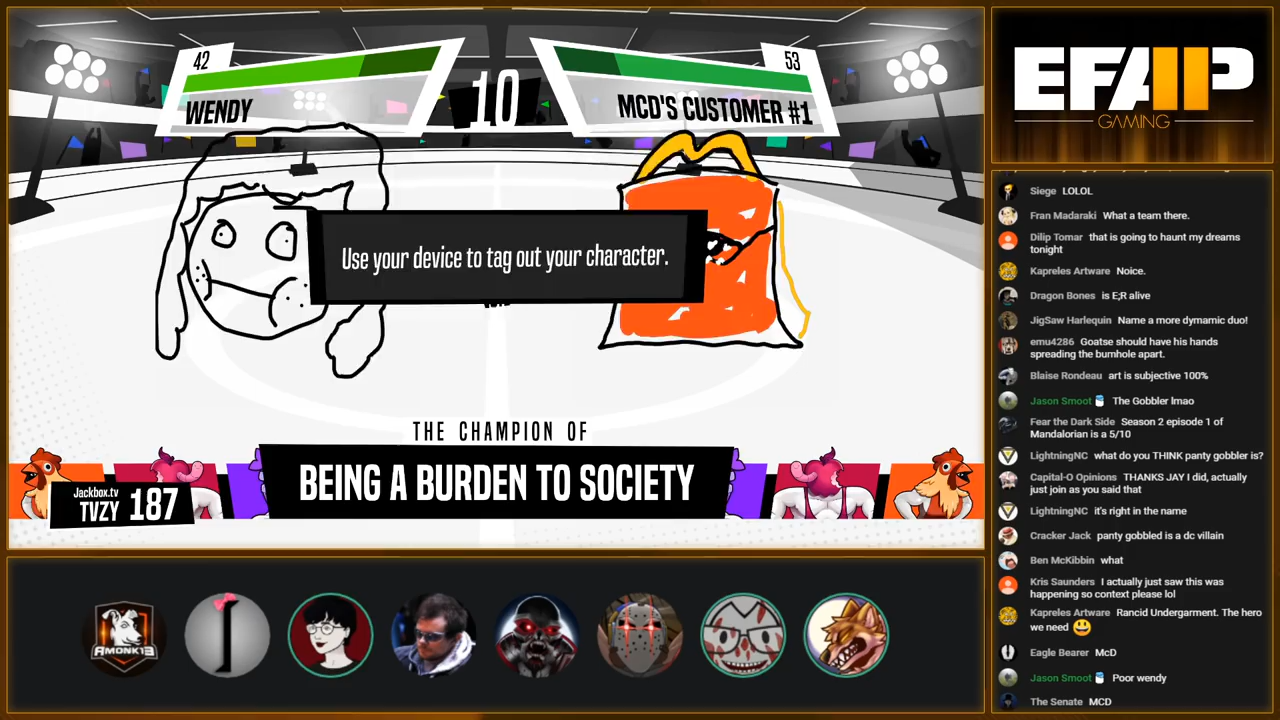 42
WENDY
10
53
MCD'S CUSTOMER #1
Use your device to tag out your character.
THE CHAMPION OF
BEING A BURDEN TO SOCIETY
Jackbox.tv
TVZY
187
AMONK13
EFAP
GAMING
Siege LOLOL
Fran Madaraki What a team there.
Dilip Tomar that is going to haunt my dreams
tonight
Kapreles Artware Noice.
Dragon Bones is E;R alive
JigSaw Harlequin Name a more dymamic duo!
emu4286 Goatse should have his hands
spreading the bumhole apart.
Blaise Rondeau art is subjective 100%
Jason Smoot The Gobbler lmao
Fear the Dark Side Season 2 episode 1 of
Mandalorian is a 5/10
LightningNC what do you THINK panty gobbler is?
Capital-O Opinions THANKS JAY I did, actually
just join as you said that
LightningNC it's right in the name
Cracker Jack panty gobbled is a dc villain
Ben McKibbin what
Kris Saunders I actually just saw this was
happening so context please lol
Kapreles Artware Rancid Undergarment. The hero
we need 😃
Eagle Bearer McD
Jason Smoot Poor wendy
The Senate MCD